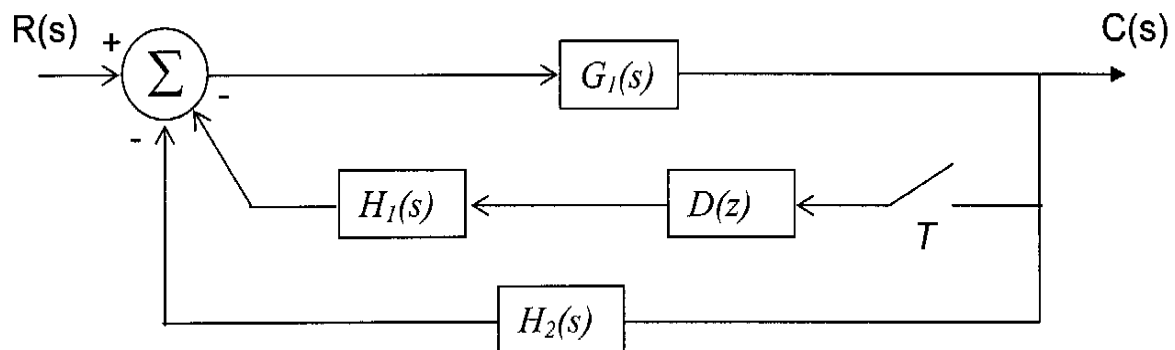 R(s)
C(s)
+
Σ
-
G₁(s)
-
H₁(s)
D(z)
T
H₂(s)